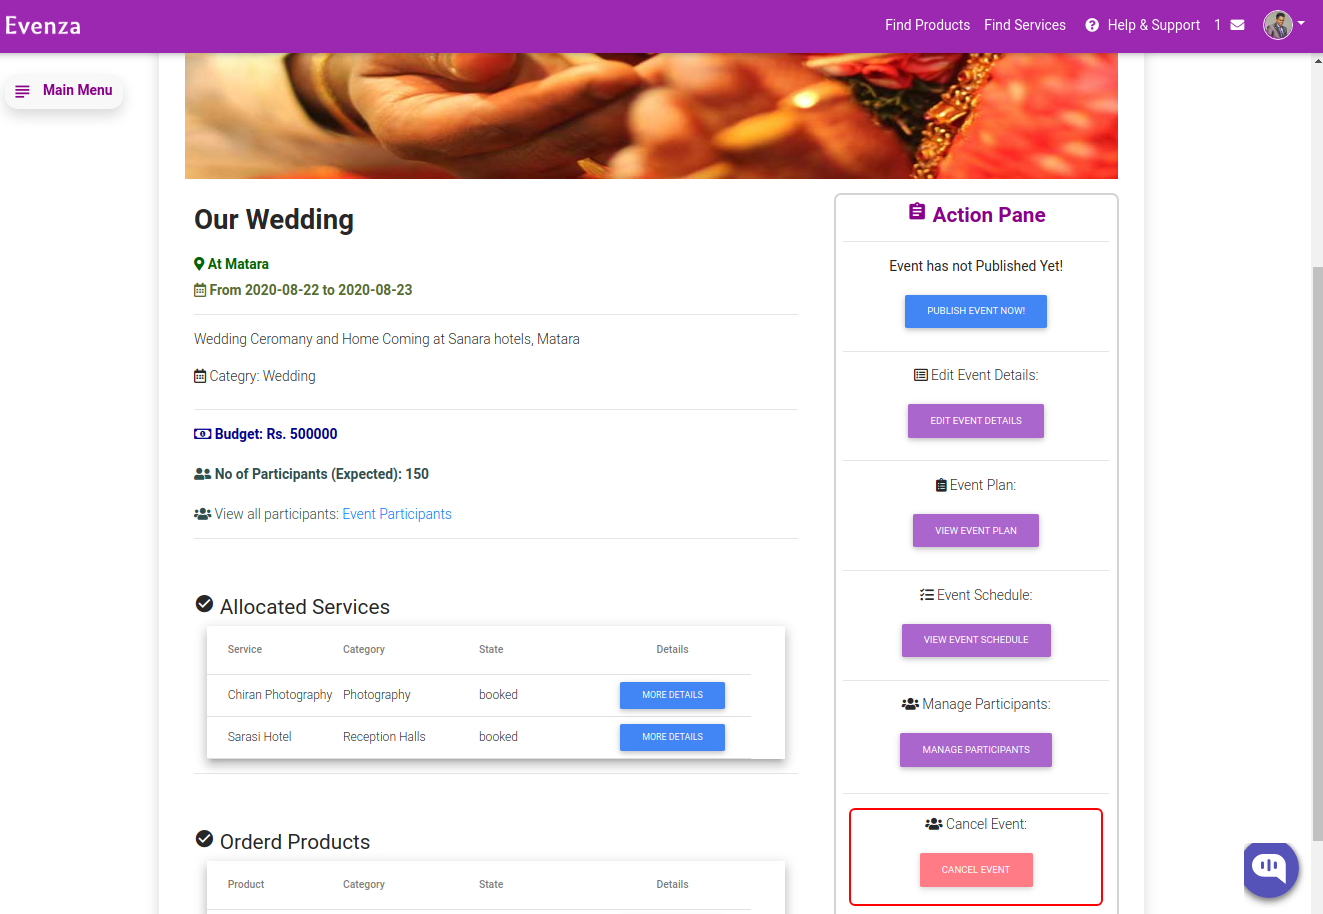 Evenza
Find Products Find Services Help & Support 1
Main Menu
Our Wedding
At Matara
From 2020-08-22 to 2020-08-23
Wedding Ceromany and Home Coming at Sanara hotels, Matara
Categry: Wedding
Budget: Rs. 500000
No of Participants (Expected): 150
View all participants: Event Participants
Allocated Services
Service Category State Details
Chiran Photography Photography booked MORE DETAILS
Sarasi Hotel Reception Halls booked MORE DETAILS
Orderd Products
Product Category State Details
Action Pane
Event has not Published Yet!
PUBLISH EVENT NOW!
Edit Event Details:
EDIT EVENT DETAILS
Event Plan:
VIEW EVENT PLAN
Event Schedule:
VIEW EVENT SCHEDULE
Manage Participants:
MANAGE PARTICIPANTS
Cancel Event:
CANCEL EVENT